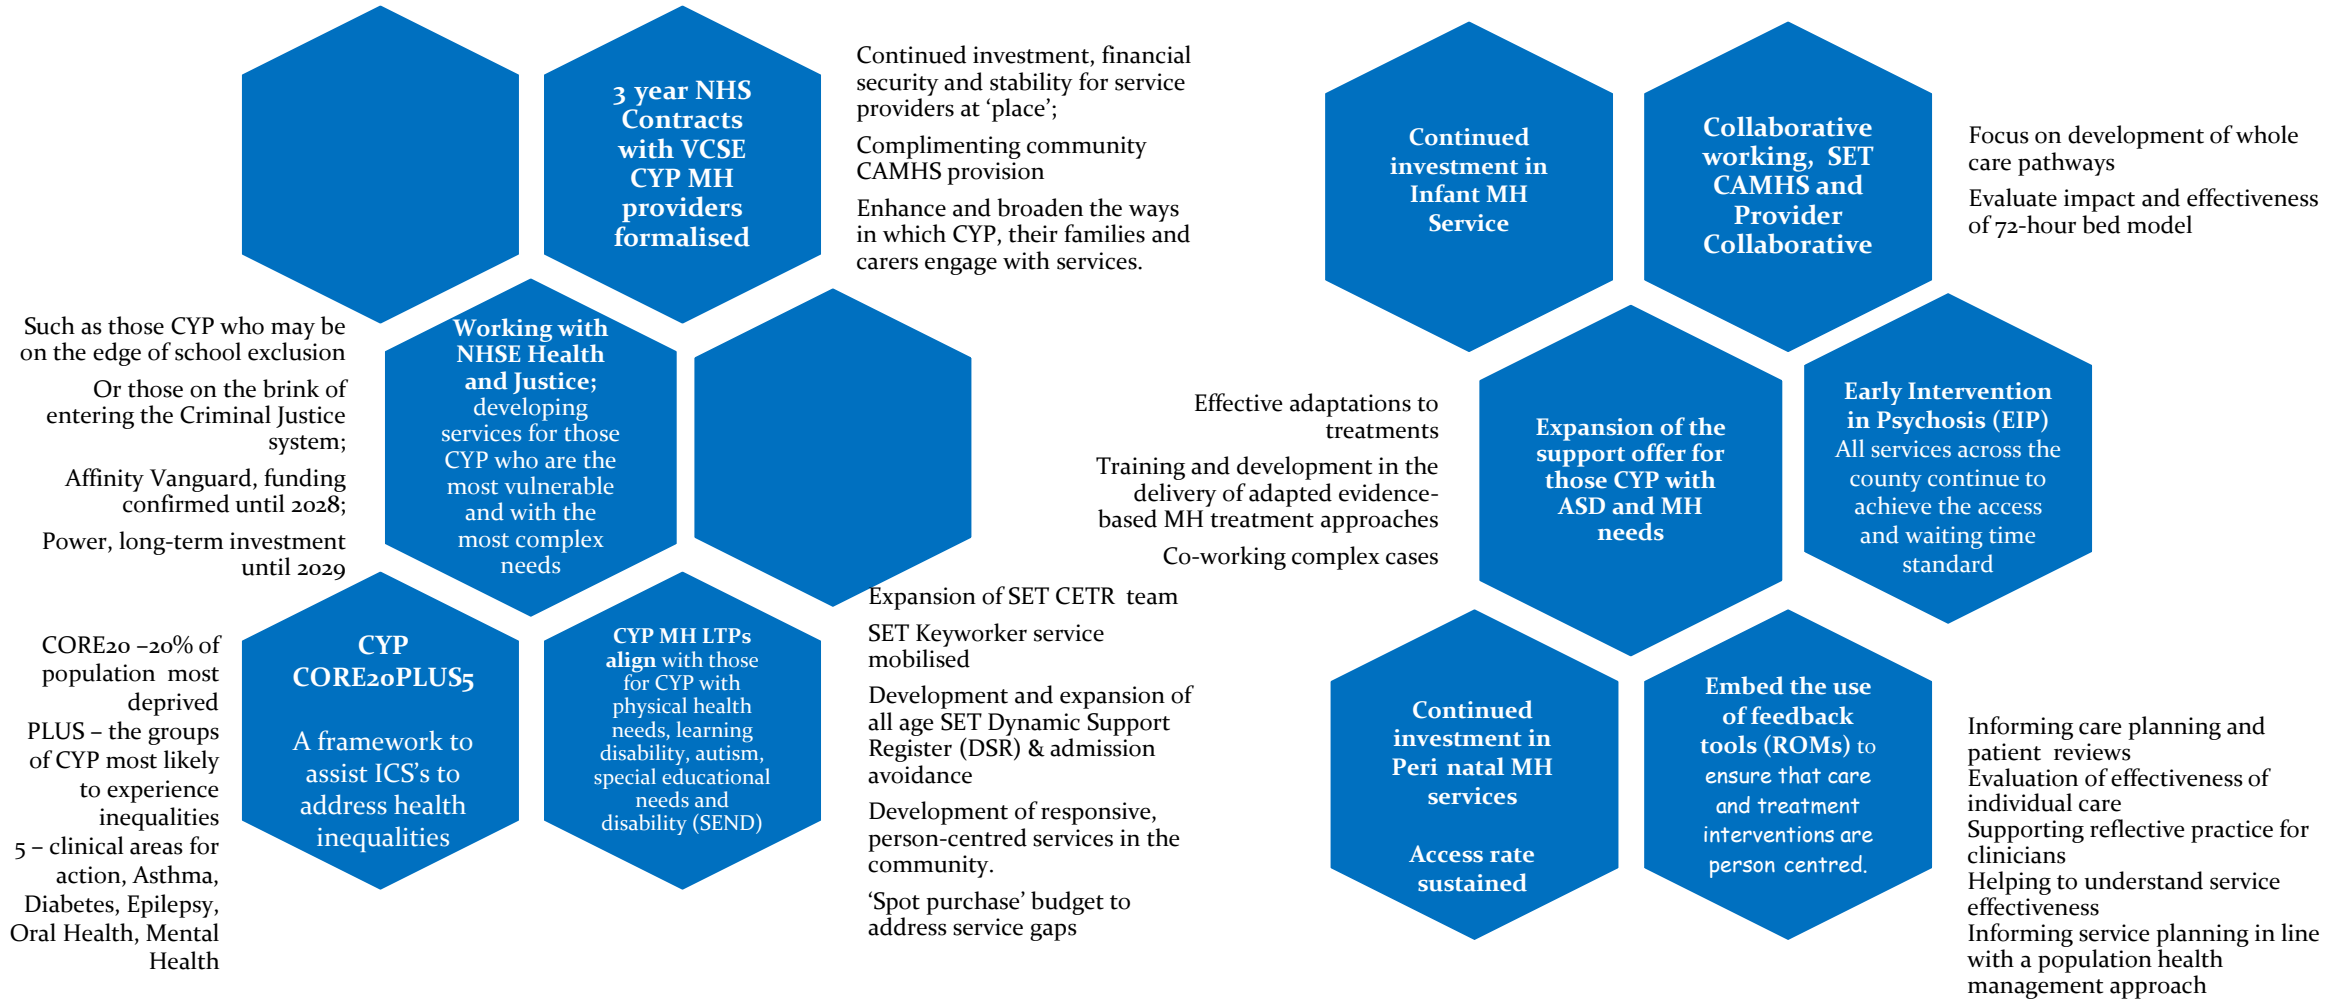 3 year NHS
Contracts
with VCSE
CYP MH
providers
formalised
Continued investment, financial
security and stability for service
providers at ‘place’;
Complimenting community
CAMHS provision
Enhance and broaden the ways
in which CYP, their families and
carers engage with services.
Such as those CYP who may be
on the edge of school exclusion
Or those on the brink of
entering the Criminal Justice
system;
Affinity Vanguard, funding
confirmed until 2028;
Power, long-term investment
until 2029
Working with
NHSE Health
and Justice;
developing
services for those
CYP who are the
most vulnerable
and with the
most complex
needs
CORE20 –20% of
population most
deprived
PLUS – the groups
of CYP most likely
to experience
inequalities
5 – clinical areas for
action, Asthma,
Diabetes, Epilepsy,
Oral Health, Mental
Health
CYP
CORE20PLUS5
A framework to
assist ICS’s to
address health
inequalities
CYP MH LTPs
align with those
for CYP with
physical health
needs, learning
disability, autism,
special educational
needs and
disability (SEND)
Expansion of SET CETR team
SET Keyworker service
mobilised
Development and expansion of
all age SET Dynamic Support
Register (DSR) & admission
avoidance
Development of responsive,
person-centred services in the
community.
‘Spot purchase’ budget to
address service gaps
Continued
investment in
Infant MH
Service
Collaborative
working, SET
CAMHS and
Provider
Collaborative
Focus on development of whole
care pathways
Evaluate impact and effectiveness
of 72-hour bed model
Effective adaptations to
treatments
Training and development in the
delivery of adapted evidence-
based MH treatment approaches
Co-working complex cases
Expansion of the
support offer for
those CYP with
ASD and MH
needs
Early Intervention
in Psychosis (EIP)
All services across the
county continue to
achieve the access
and waiting time
standard
Continued
investment in
Peri natal MH
services
Access rate
sustained
Embed the use
of feedback
tools (ROMs) to
ensure that care
and treatment
interventions are
person centred.
Informing care planning and
patient reviews
Evaluation of effectiveness of
individual care
Supporting reflective practice for
clinicians
Helping to understand service
effectiveness
Informing service planning in line
with a population health
management approach